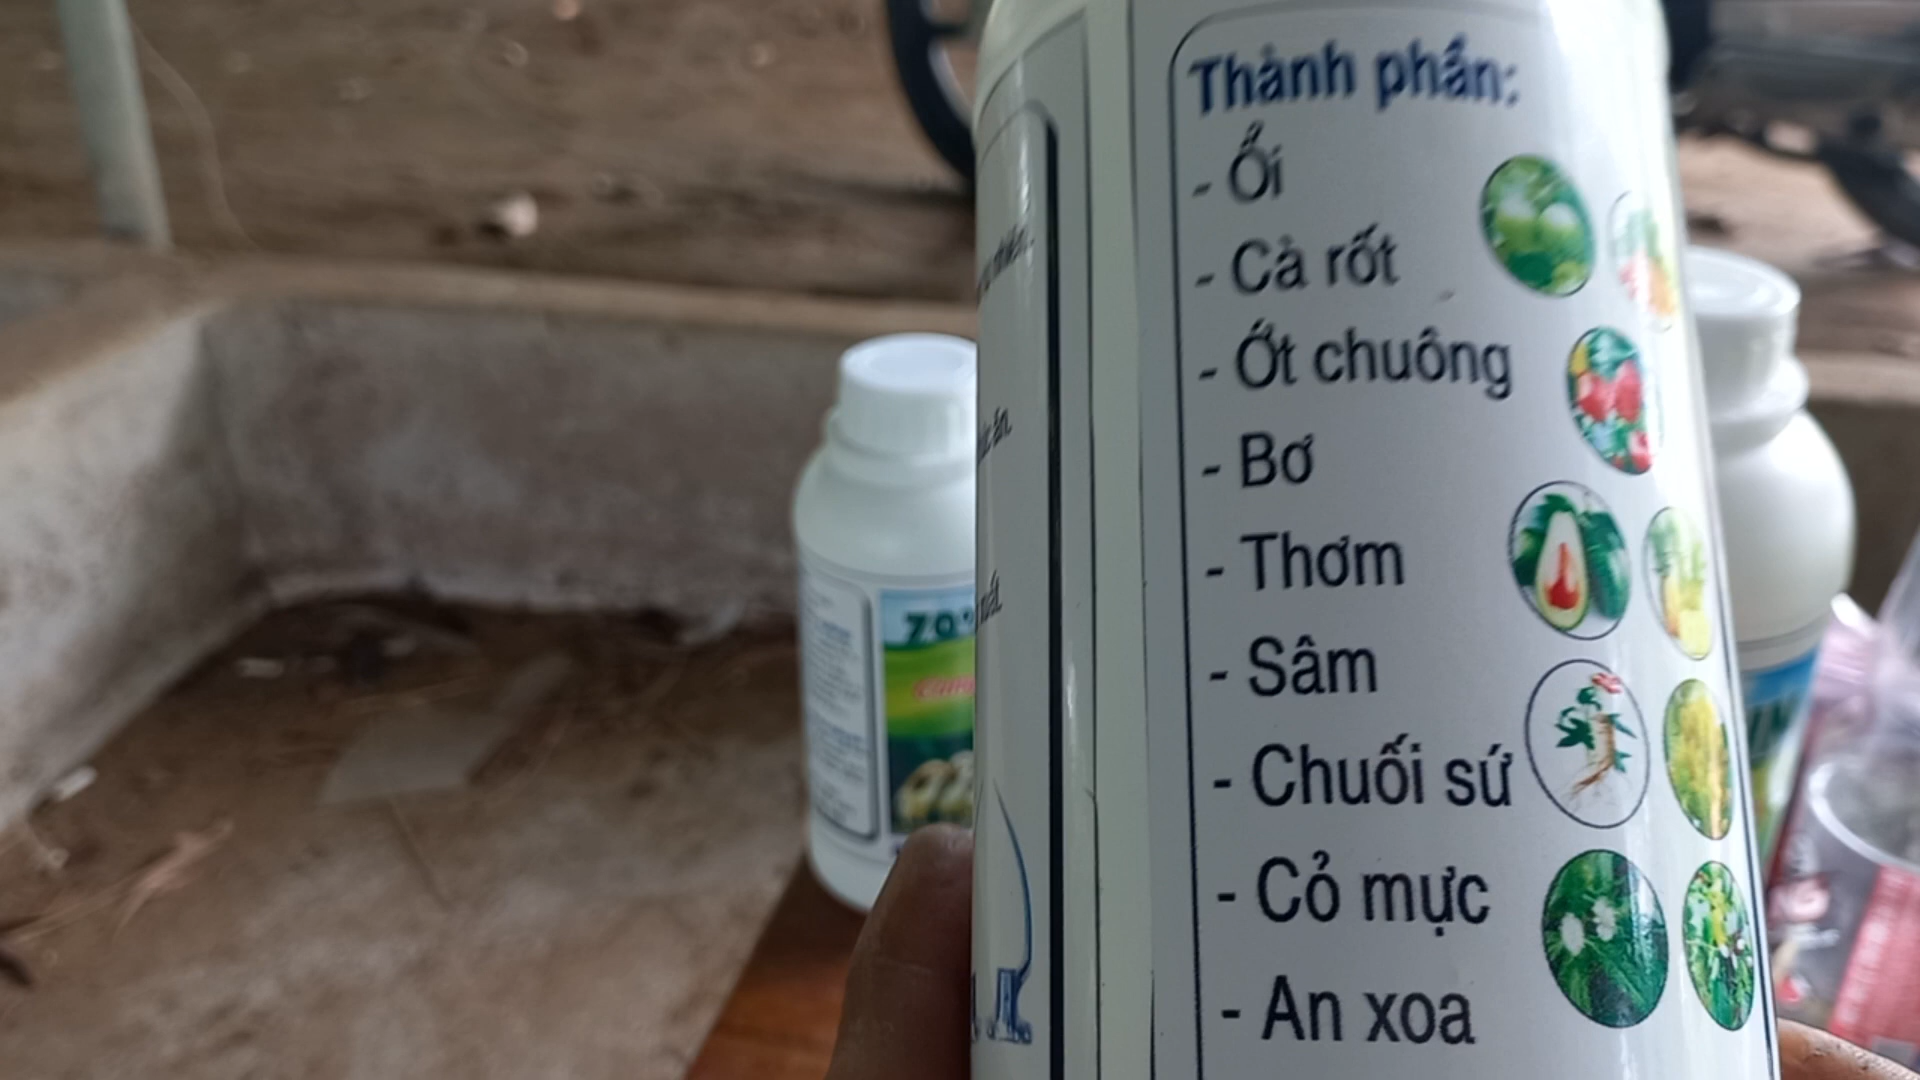 Thành phần:
- Ổi
- Cà rốt
- Ớt chuông
- Bơ
- Thơm
- Sâm
- Chuối sứ
- Cỏ mực
- An xoa